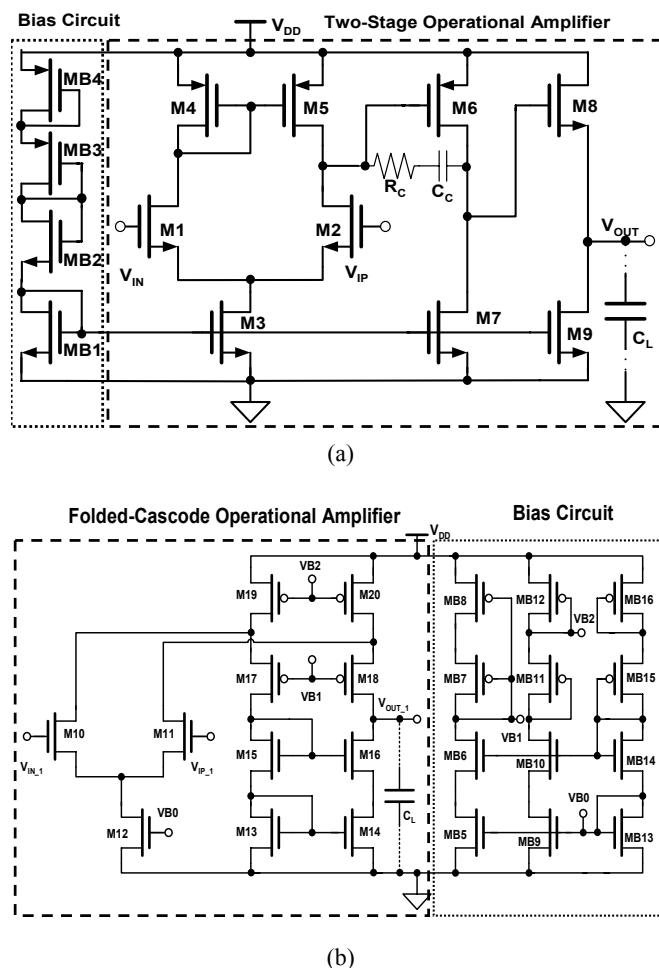 Bias Circuit
Two-Stage Operational Amplifier
VDD
MB4
M4
M5
M6
M8
MB3
RC
CC
MB2
M1
M2
VOUT
VIN
VIP
MB1
M3
M7
M9
CL
(a)
Folded-Cascode Operational Amplifier
Bias Circuit
VDD
M19
VB2
M20
MB8
MB12
MB16
VB2
M17
M18
MB7
MB11
MB15
VB1
VOUT_1
VB1
M10
M11
M15
M16
MB6
MB10
MB14
VIN_1
VIP_1
CL
VB0
M12
VB0
M13
M14
MB5
MB9
MB13
(b)